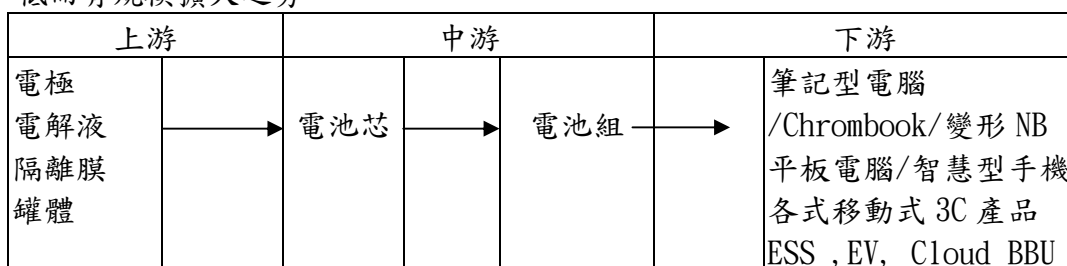 上游 中游 下游
電極 筆記型電腦
電解液 電池芯 電池組 /Chrombook/變形 NB
隔離膜 平板電腦/智慧型手機
罐體 各式移動式 3C 產品
ESS ,EV, Cloud BBU